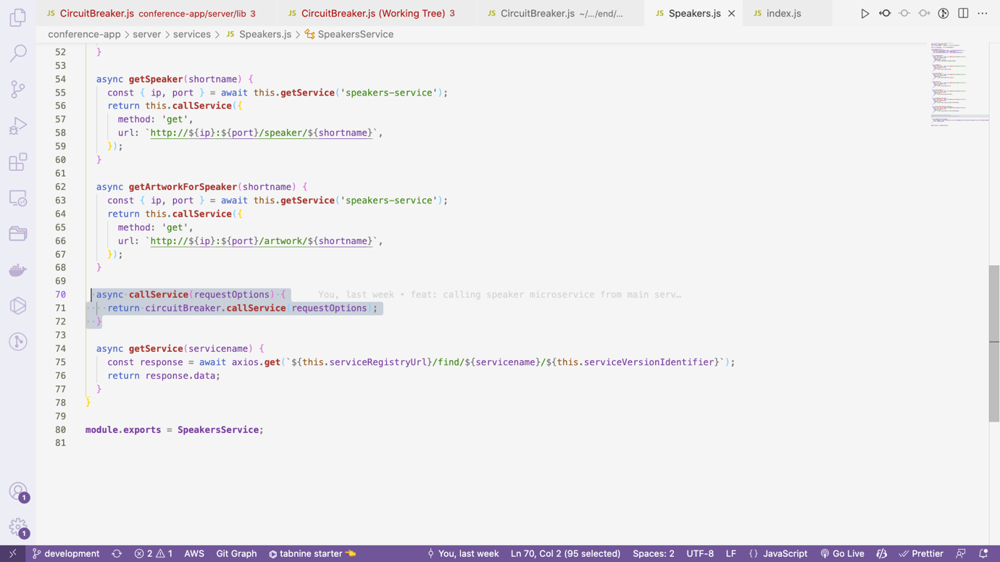 JS CircuitBreaker.js conference-app/server/lib 3 JS CircuitBreaker.js (Working Tree) 3 JS CircuitBreaker.js ~/.../end/... JS Speakers.js JS index.js
conference-app > server > services > JS Speakers.js > SpeakersService
52 }
53
54 async getSpeaker(shortname) {
55 const { ip, port } = await this.getService('speakers-service');
56 return this.callService({
57 method: 'get',
58 url: `http://${ip}:${port}/speaker/${shortname}`,
59 });
60 }
61
62 async getArtworkForSpeaker(shortname) {
63 const { ip, port } = await this.getService('speakers-service');
64 return this.callService({
65 method: 'get',
66 url: `http://${ip}:${port}/artwork/${shortname}`,
67 });
68 }
69
70 async callService(requestOptions) { You, last week • feat: calling speaker microservice from main serv…
71 return circuitBreaker.callService(requestOptions);
72 }
73
74 async getService(servicename) {
75 const response = await axios.get(`${this.serviceRegistryUrl}/find/${servicename}/${this.serviceVersionIdentifier}`);
76 return response.data;
77 }
78 }
79
80 module.exports = SpeakersService;
81
1
1
development 2 1 AWS Git Graph tabnine starter You, last week Ln 70, Col 2 (95 selected) Spaces: 2 UTF-8 LF {} JavaScript Go Live Prettier